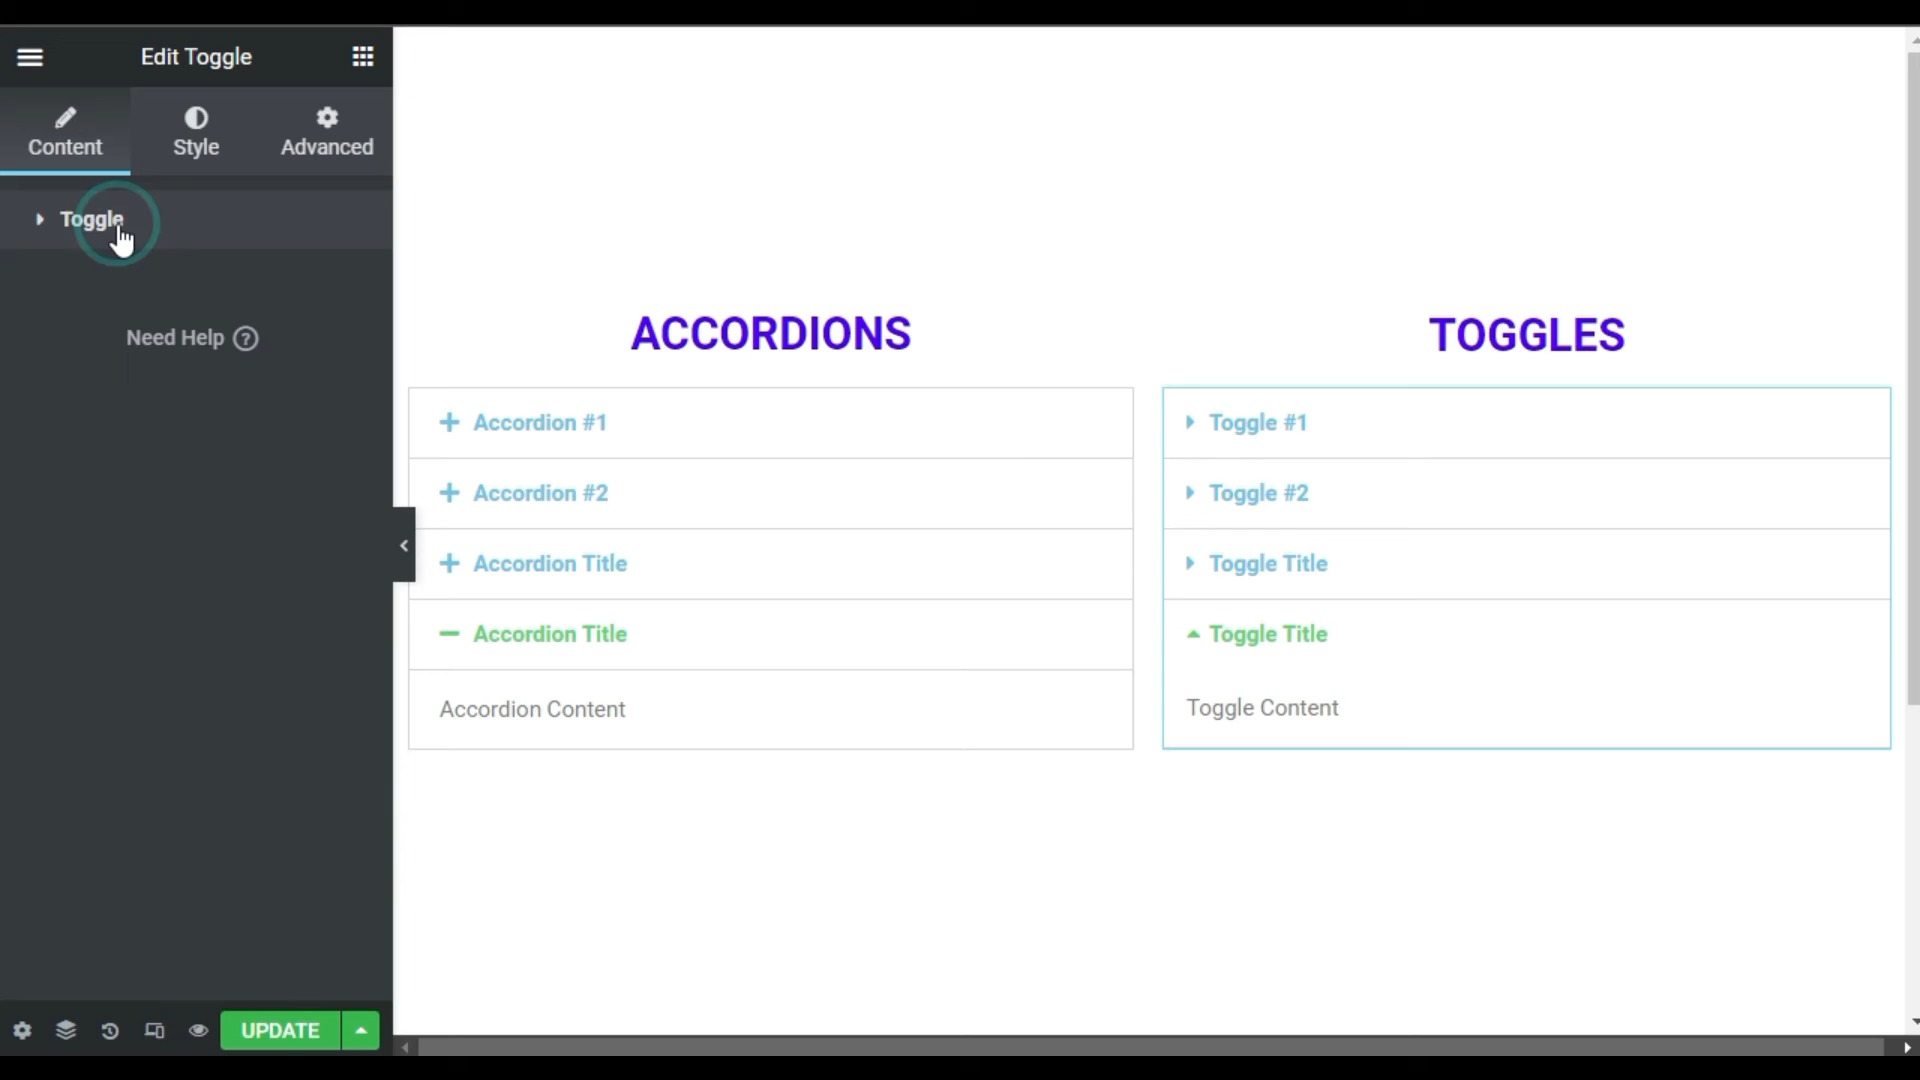 Edit Toggle
Content
Style
Advanced
Toggle
Need Help ?
UPDATE
ACCORDIONS
Accordion #1
Accordion #2
Accordion Title
Accordion Title
Accordion Content
TOGGLES
Toggle #1
Toggle #2
Toggle Title
Toggle Title
Toggle Content